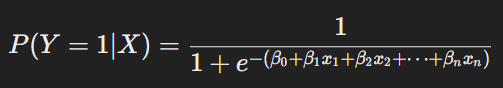 P(Y = 1|X) = 1 / (1 + e^{-(β₀+β₁x₁+β₂x₂+⋯+βₙxₙ)})